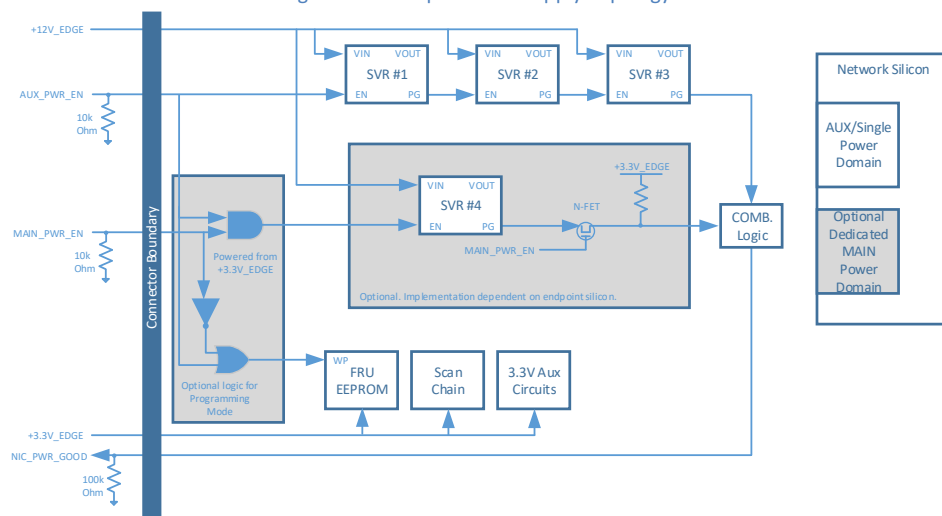 +12V_EDGE
VIN VOUT
SVR #1
EN PG
VIN VOUT
SVR #2
EN PG
VIN VOUT
SVR #3
EN PG
Network Silicon
AUX_PWR_EN
10k
Ohm
AUX/Single
Power
Domain
+3.3V_EDGE
VIN VOUT
SVR #4
EN PG
N-FET
MAIN_PWR_EN
COMB.
Logic
Optional
Dedicated
MAIN
Power
Domain
MAIN_PWR_EN
10k
Ohm
Connector Boundary
Powered from
+3.3V_EDGE
Optional. Implementation dependent on endpoint silicon.
WP
FRU
EEPROM
Scan
Chain
3.3V Aux
Circuits
Optional logic for
Programming
Mode
+3.3V_EDGE
NIC_PWR_GOOD
100k
Ohm